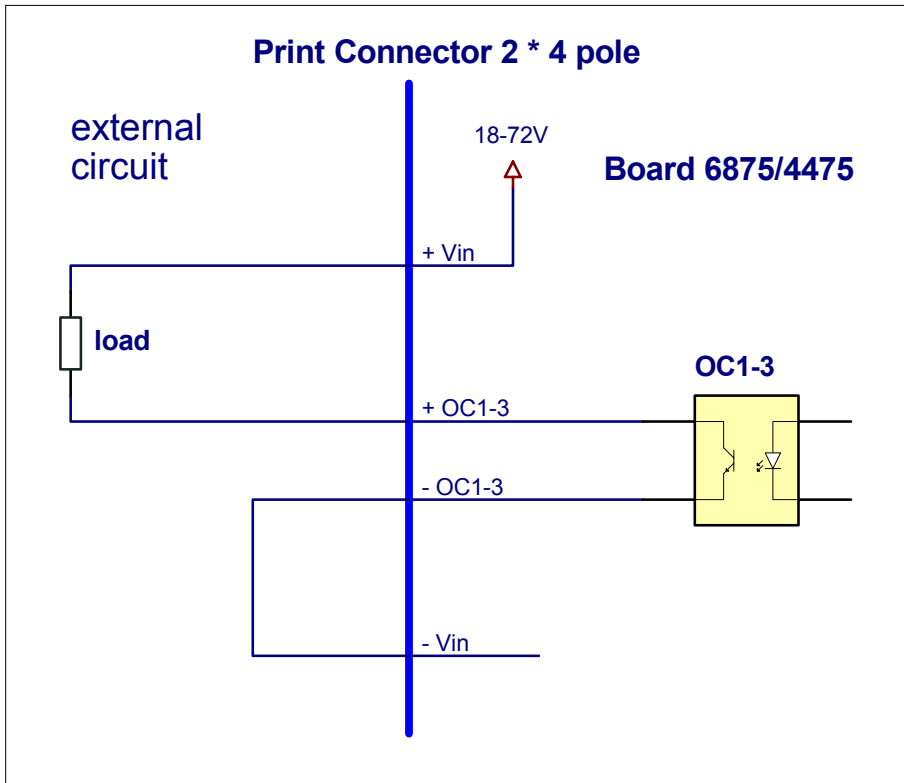 Print Connector 2 * 4 pole
external
circuit
18-72V
Board 6875/4475
+ Vin
load
OC1-3
+ OC1-3
- OC1-3
- Vin